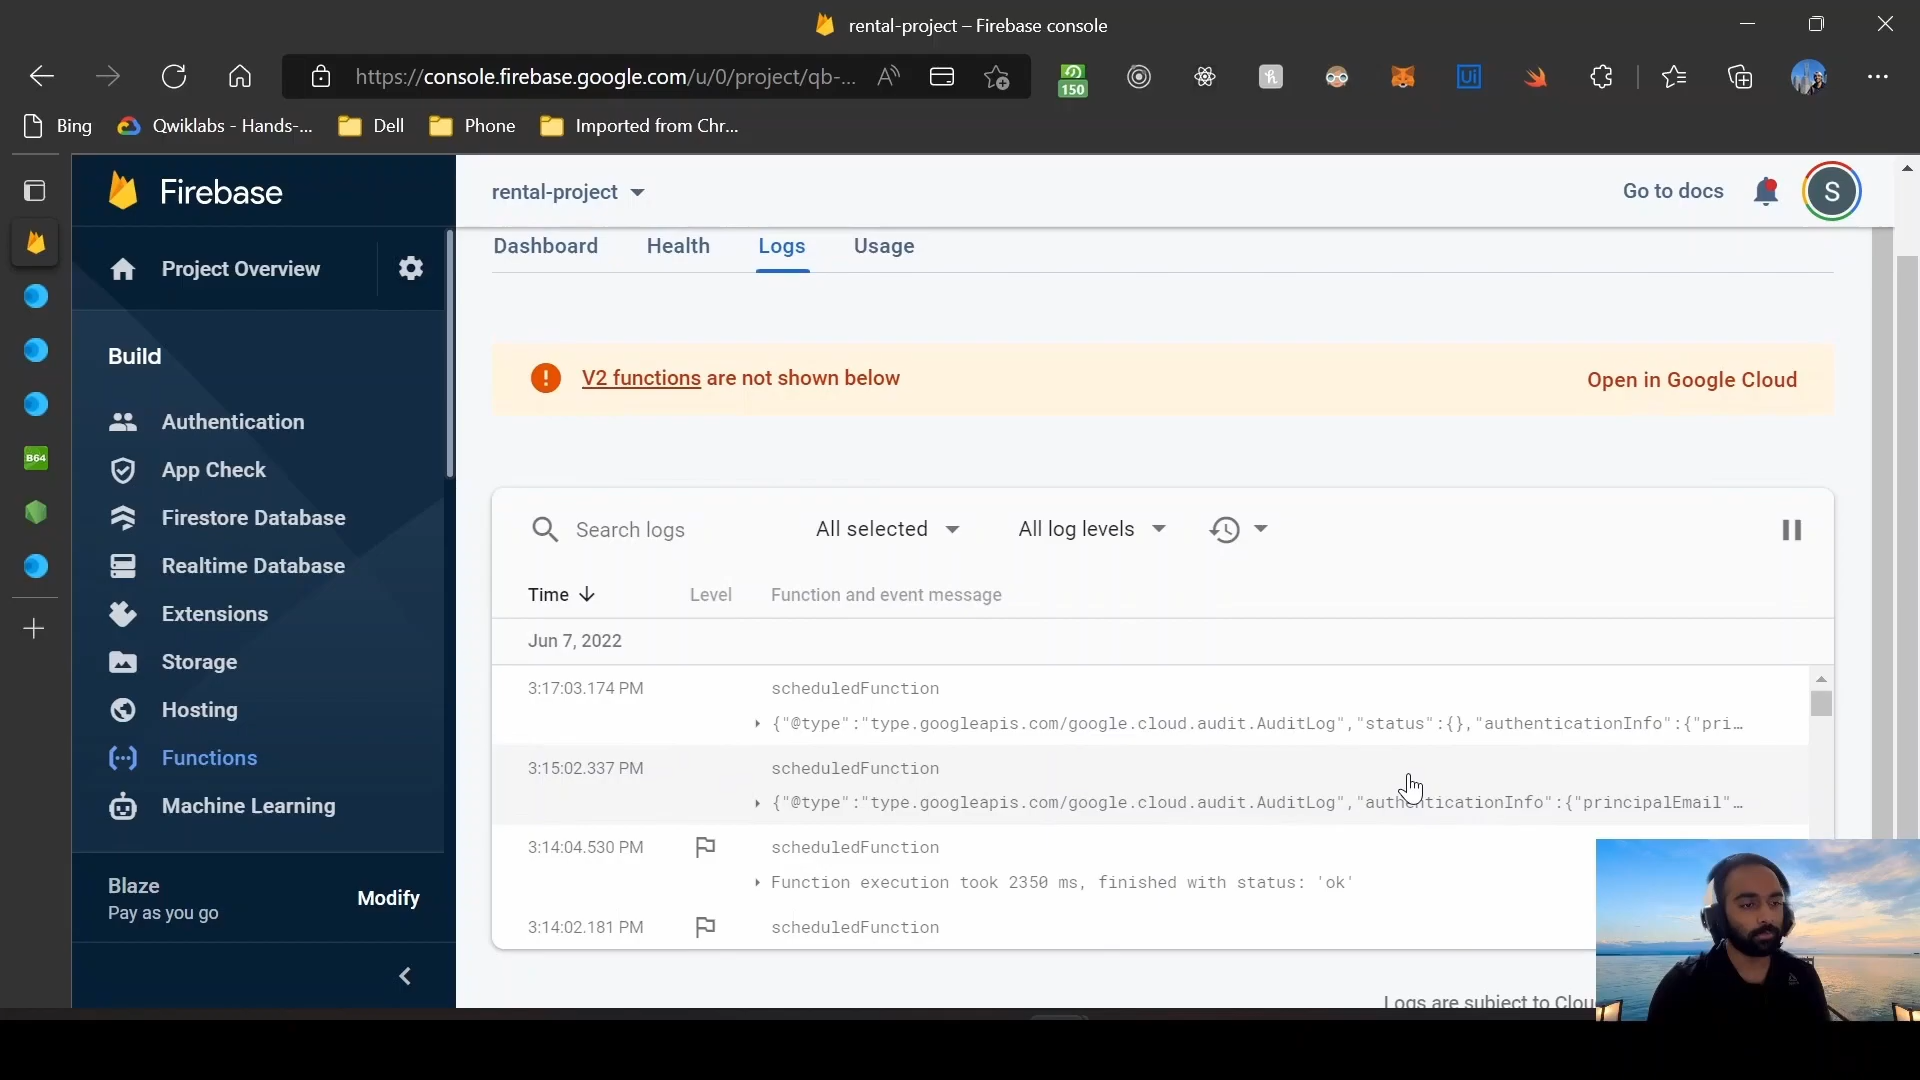 rental-project – Firebase console
https://console.firebase.google.com/u/0/project/qb-...
150
Bing
Qwiklabs - Hands-...
Dell
Phone
Imported from Chr...
Firebase
rental-project
Go to docs
S
Dashboard
Health
Logs
Usage
Project Overview
Build
V2 functions are not shown below
Open in Google Cloud
Authentication
App Check
B64
Firestore Database
Realtime Database
Extensions
Storage
Hosting
Functions
Machine Learning
Search logs
All selected
All log levels
Time
Level
Function and event message
Jun 7, 2022
3:17:03.174 PM
scheduledFunction
{"@type":"type.googleapis.com/google.cloud.audit.AuditLog","status":{},"authenticationInfo":{"pri...
3:15:02.337 PM
scheduledFunction
{"@type":"type.googleapis.com/google.cloud.audit.AuditLog","authenticationInfo":{"principalEmail"...
3:14:04.530 PM
scheduledFunction
Function execution took 2350 ms, finished with status: 'ok'
3:14:02.181 PM
scheduledFunction
Blaze
Pay as you go
Modify
Logs are subject to Clou